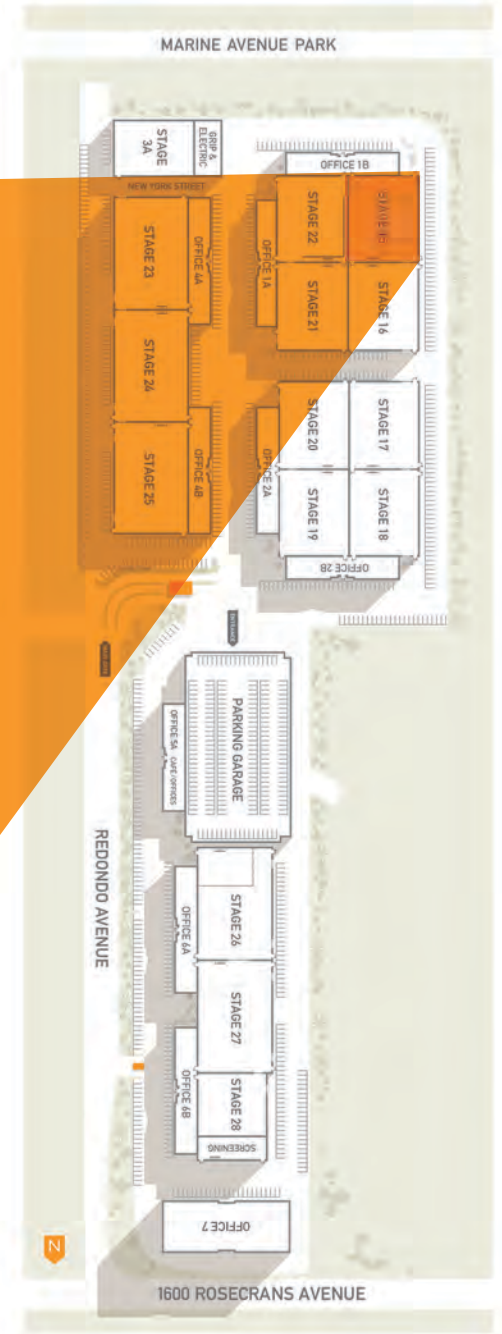 MARINE AVENUE PARK
STAGE
3A
GRIP &
ELECTRIC
NEW YORK STREET
OFFICE 1B
STAGE 22
STAGE 23
OFFICE 4A
OFFICE 1A
STAGE 21
STAGE 16
STAGE 24
STAGE 20
STAGE 17
STAGE 25
OFFICE 4B
OFFICE 2A
STAGE 19
STAGE 18
OFFICE 2B
ENTRANCE
PARKING GARAGE
OFFICE 5A CAFÉ/OFFICES
REDONDO AVENUE
STAGE 26
OFFICE 6A
STAGE 27
OFFICE 6B
STAGE 28
SCREENING
OFFICE 7
N
1600 ROSECRANS AVENUE